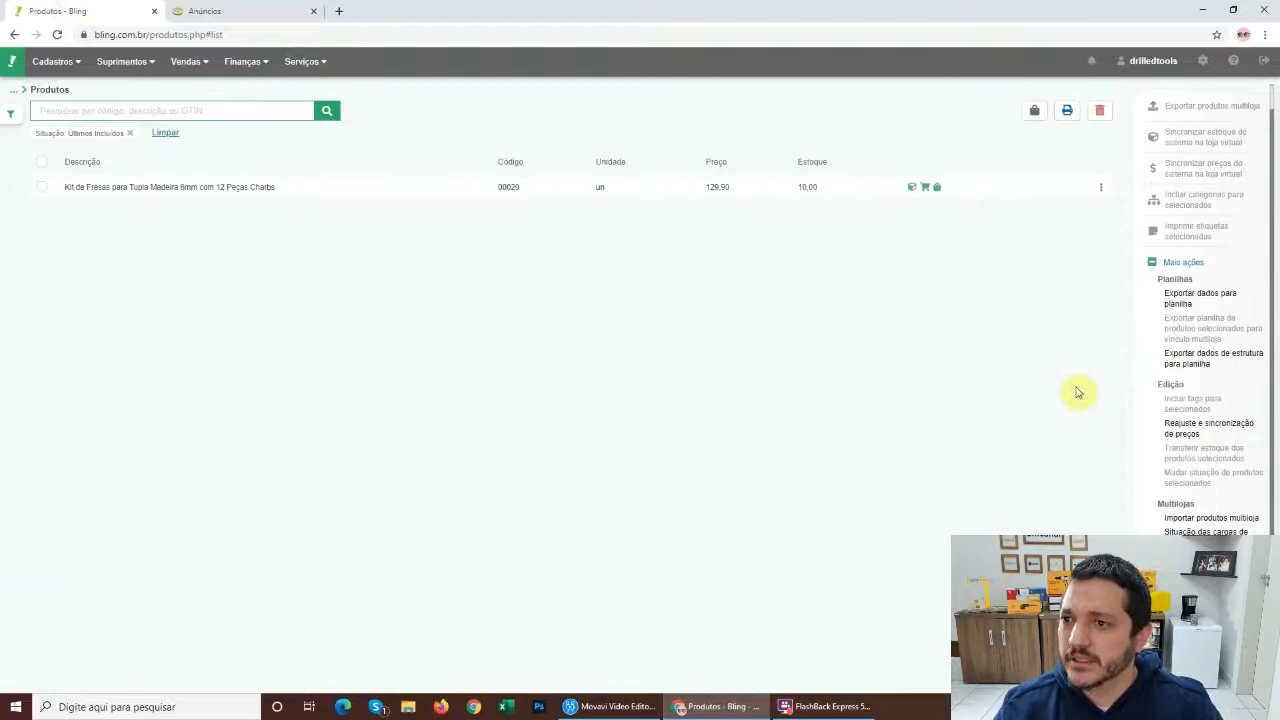 Produtos - Bling
Anúncios
bling.com.br/produtos.php#list
Cadastros
Suprimentos
Vendas
Finanças
Serviços
drilledtools
... > Produtos
Pesquisar por código, descrição ou GTIN
Situação: Últimos Incluídos
Limpar
Descrição Código Unidade Preço Estoque
Kit de Fresas para Tupia Madeira 6mm com 12 Peças Charbs 00020 un 129,90 10,00
Exportar produtos multiloja
Sincronizar estoque do
sistema na loja virtual
Sincronizar preços do
sistema na loja virtual
Incluir categorias para
selecionados
Imprimir etiquetas
selecionadas
Mais ações
Planilhas
Exportar dados para
planilha
Exportar planilha de
produtos selecionados para
vínculo multiloja
Exportar dados de estrutura
para planilha
Edição
Incluir tags para
selecionados
Reajuste e sincronização
de preços
Transferir estoque dos
produtos selecionados
Mudar situação de produtos
selecionados
Multilojas
Importar produtos multiloja
Situação das cargas de
Digite aqui para pesquisar
Movavi Video Edito...
Produtos - Bling - ...
FlashBack Express 5...